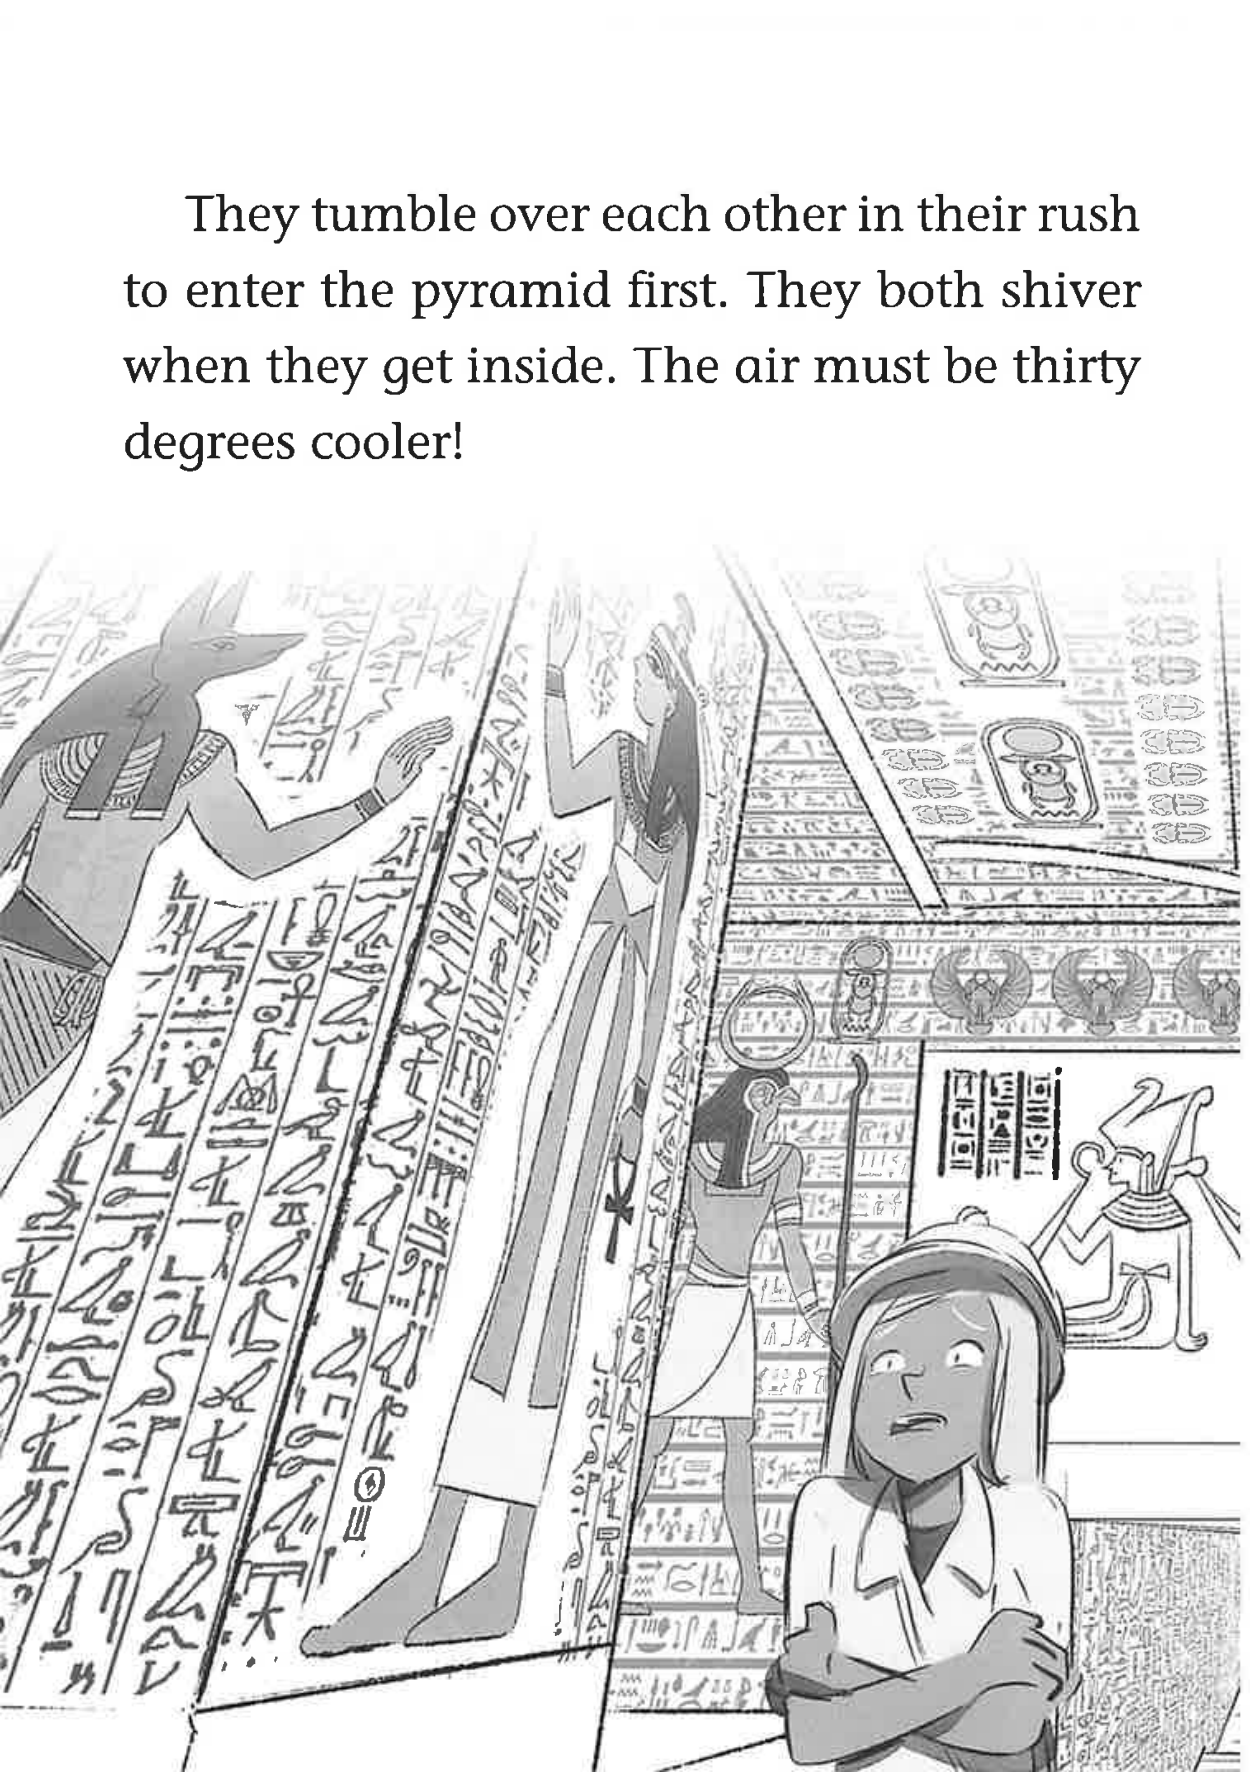 They tumble over each other in their rush
to enter the pyramid first. They both shiver
when they get inside. The air must be thirty
degrees cooler!